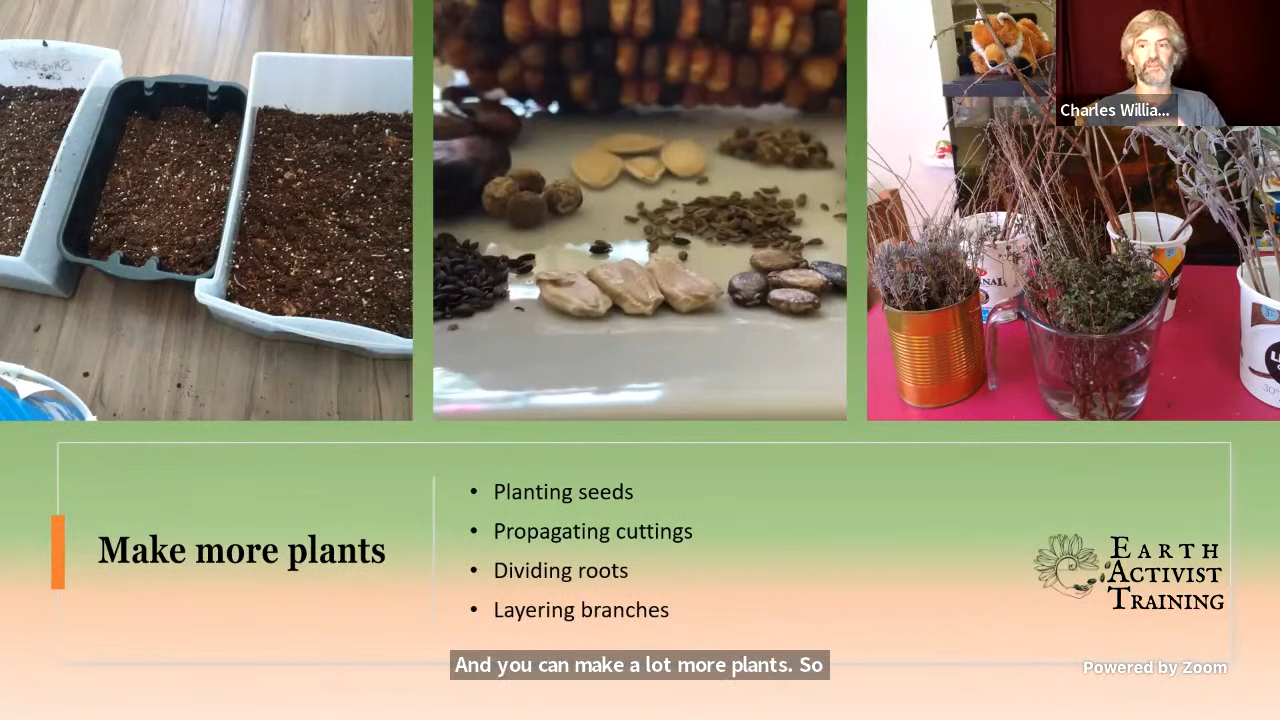 Charles Willia...
Make more plants
• Planting seeds
• Propagating cuttings
• Dividing roots
• Layering branches
EARTH
ACTIVIST
TRAINING
And you can make a lot more plants. So
Powered by Zoom